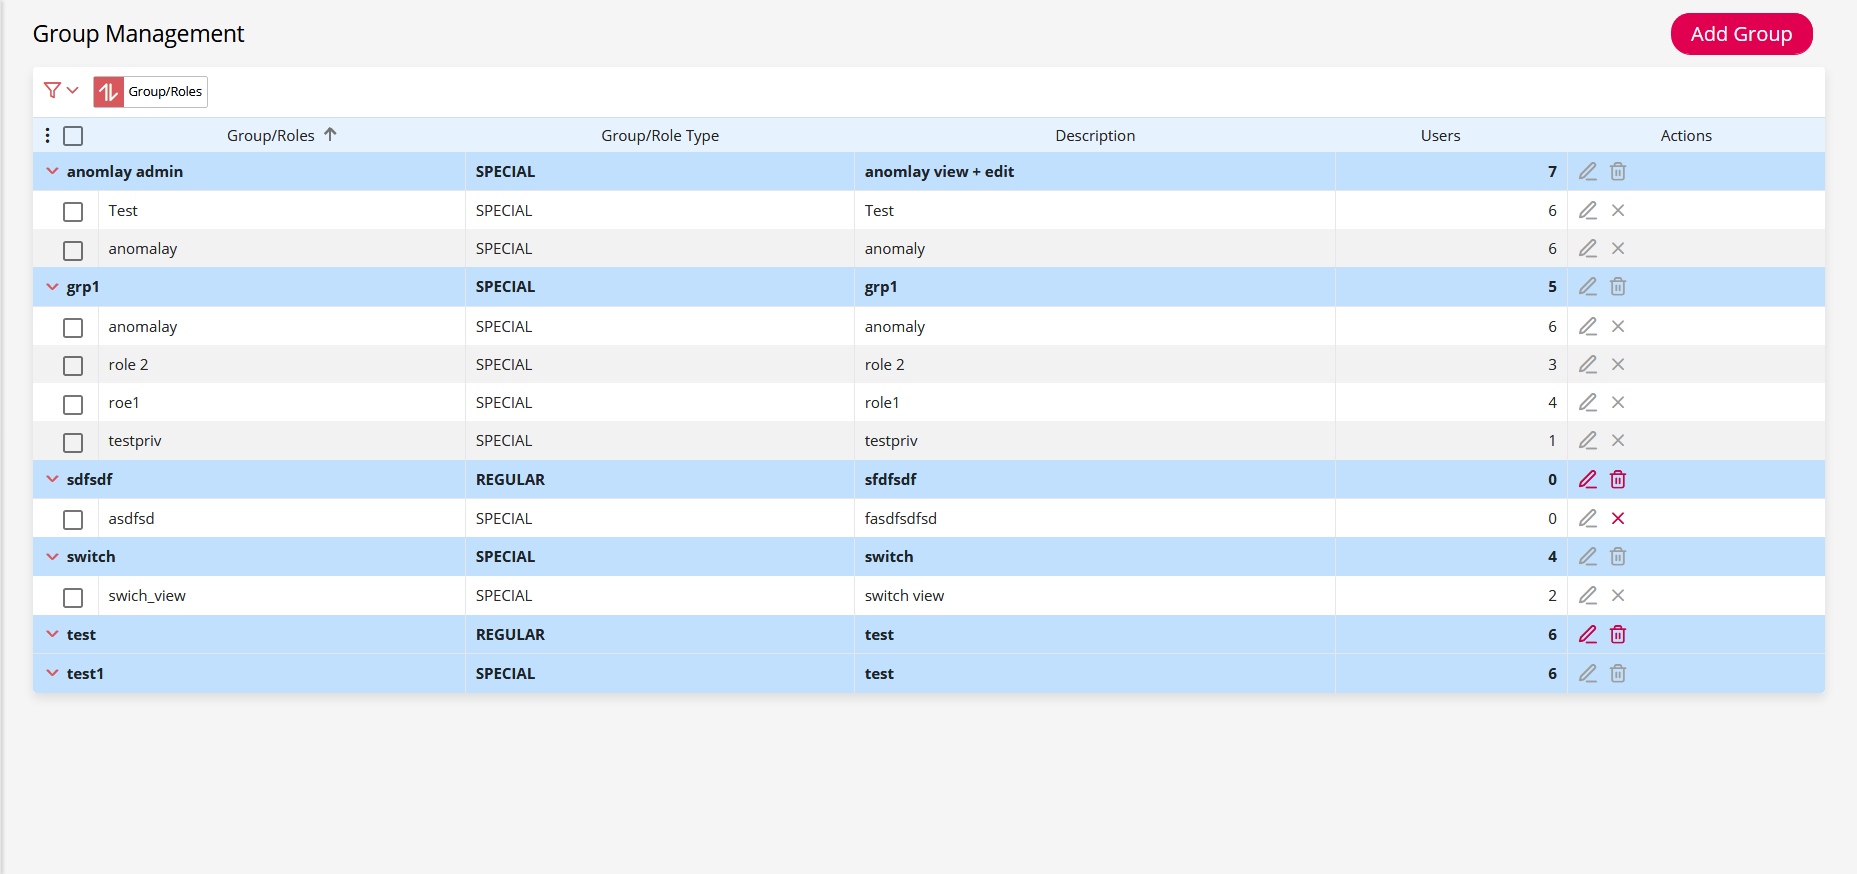 Group Management
Add Group
Group/Roles
Group/Roles Group/Role Type Description Users Actions
anomlay admin SPECIAL anomlay view + edit 7
Test SPECIAL Test 6
anomalay SPECIAL anomaly 6
grp1 SPECIAL grp1 5
anomalay SPECIAL anomaly 6
role 2 SPECIAL role 2 3
roe1 SPECIAL role1 4
testpriv SPECIAL testpriv 1
sdfsdf REGULAR sfdfsdf 0
asdfsd SPECIAL fasdfsdfsd 0
switch SPECIAL switch 4
swich_view SPECIAL switch view 2
test REGULAR test 6
test1 SPECIAL test 6